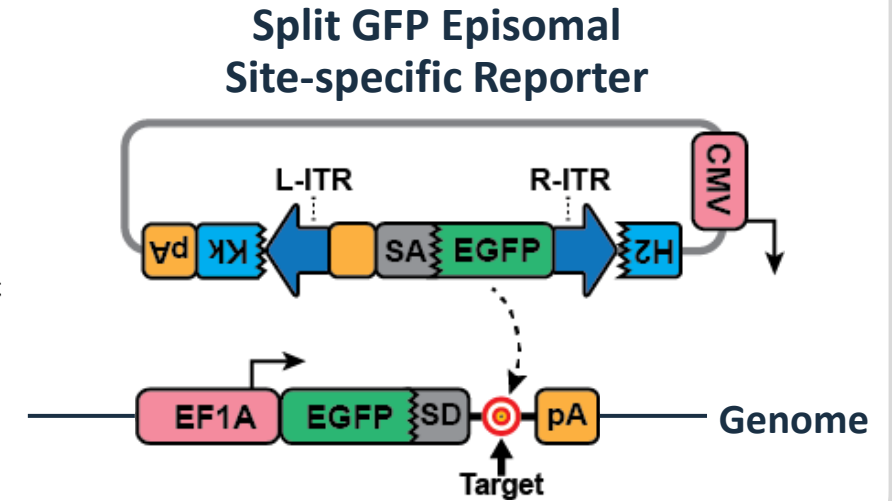 Split GFP Episomal
Site-specific Reporter
CMV
L-ITR R-ITR
pA KK SA EGFP H2
EF1A EGFP SD pA Genome
Target